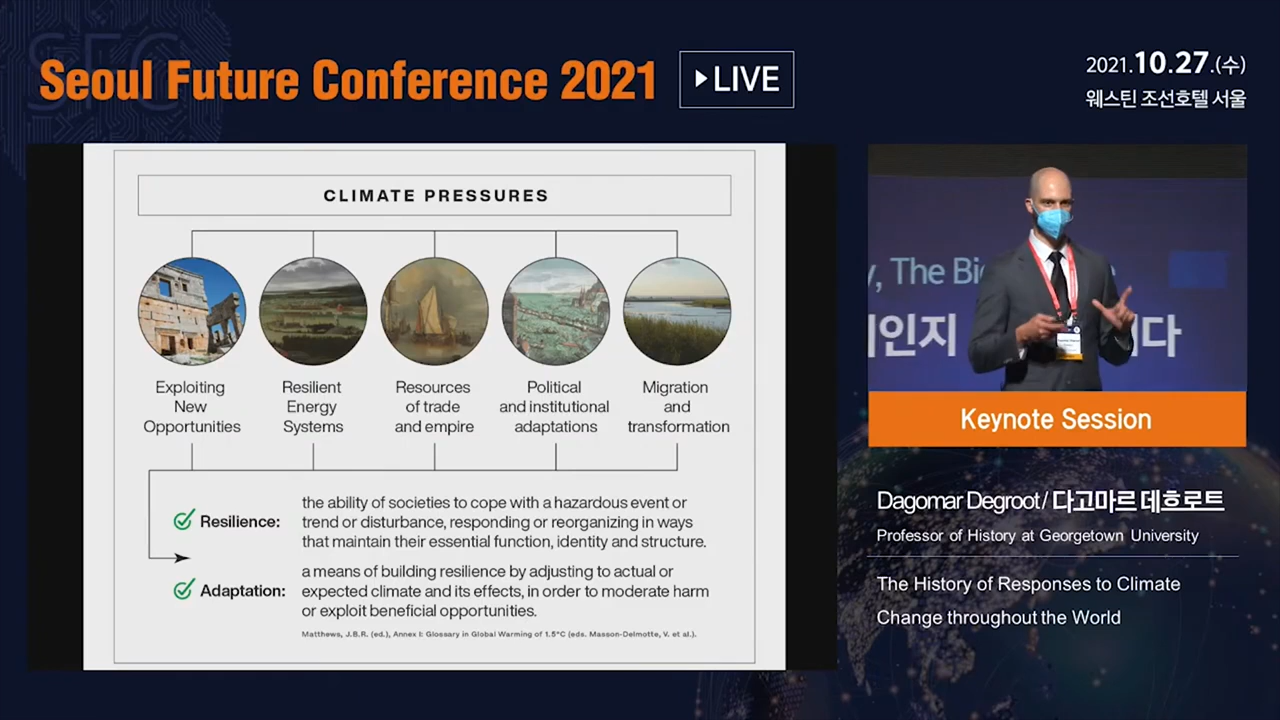 SFC
Seoul Future Conference 2021
LIVE
2021.10.27.(수)
웨스틴 조선호텔 서울
CLIMATE PRESSURES
Exploiting
New
Opportunities
Resilient
Energy
Systems
Resources
of trade
and empire
Political
and institutional
adaptations
Migration
and
transformation
Resilience:
the ability of societies to cope with a hazardous event or
trend or disturbance, responding or reorganizing in ways
that maintain their essential function, identity and structure.
Adaptation:
a means of building resilience by adjusting to actual or
expected climate and its effects, in order to moderate harm
or exploit beneficial opportunities.
Matthews, J.B.R. (ed.), Annex I: Glossary in Global Warming of 1.5°C (eds. Masson-Delmotte, V. et al.).
, The
인지
다
Keynote Session
Dagomar Degroot / 다고마르 데흐로트
Professor of History at Georgetown University
The History of Responses to Climate
Change throughout the World